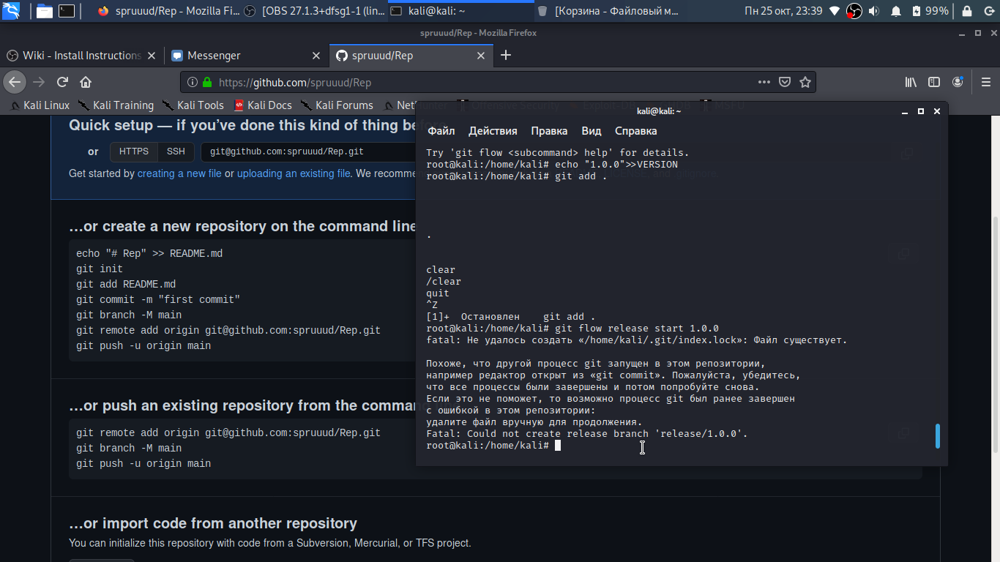 spruuud/Rep - Mozilla Fi...
[OBS 27.1.3+dfsg1-1 (lin...
kali@kali: ~
[Корзина - Файловый м...
Пн 25 окт, 23:39
99%
spruuud/Rep - Mozilla Firefox
Wiki - Install Instructions
Messenger
spruuud/Rep
https://github.com/spruuud/Rep
Kali Linux
Kali Training
Kali Tools
Kali Docs
Kali Forums
NetHunter
Offensive Security
MSFU
Quick setup — if you've done this kind of thing before
or
HTTPS
SSH
git@github.com:spruuud/Rep.git
Get started by creating a new file or uploading an existing file. We recomme
…or create a new repository on the command line
echo "# Rep" >> README.md
git init
git add README.md
git commit -m "first commit"
git branch -M main
git remote add origin git@github.com:spruuud/Rep.git
git push -u origin main
…or push an existing repository from the command
git remote add origin git@github.com:spruuud/Rep.git
git branch -M main
git push -u origin main
…or import code from another repository
You can initialize this repository with code from a Subversion, Mercurial, or TFS project.
kali@kali: ~
Файл Действия Правка Вид Справка
Try 'git flow <subcommand> help' for details.
root@kali:/home/kali# echo "1.0.0">>VERSION
root@kali:/home/kali# git add .
.
clear
/clear
quit
^Z
[1]+  Остановлен    git add .
root@kali:/home/kali# git flow release start 1.0.0
fatal: Не удалось создать «/home/kali/.git/index.lock»: Файл существует.
Похоже, что другой процесс git запущен в этом репозитории,
например редактор открыт из «git commit». Пожалуйста, убедитесь,
что все процессы были завершены и потом попробуйте снова.
Если это не поможет, то возможно процесс git был ранее завершен
с ошибкой в этом репозитории:
удалите файл вручную для продолжения.
Fatal: Could not create release branch 'release/1.0.0'.
root@kali:/home/kali#